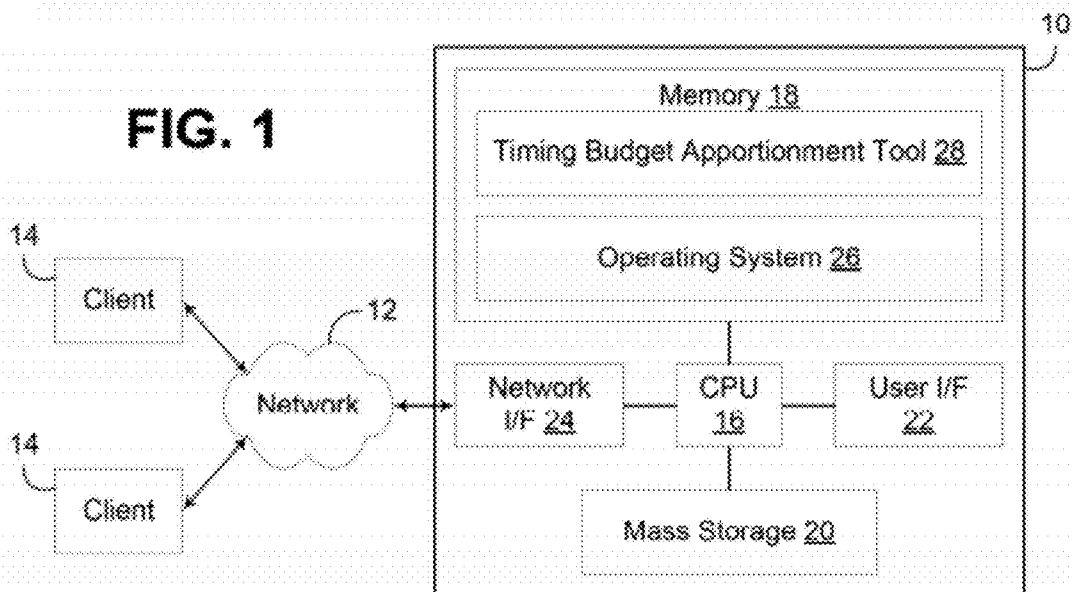 10
FIG. 1
Memory 18
Timing Budget Apportionment Tool 28
Operating System 26
14
Client
12
Network
Network
I/F 24
CPU
16
User I/F
22
14
Client
Mass Storage 20